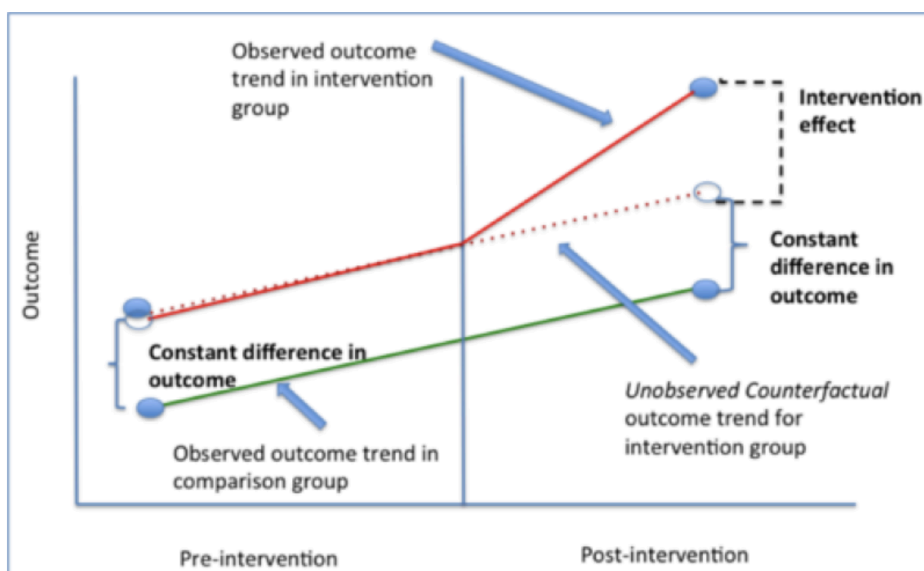 Observed outcome
trend in intervention
group
Intervention
effect
Constant
difference in
outcome
Outcome
Constant difference in
outcome
Unobserved Counterfactual
outcome trend for
intervention group
Observed outcome trend in
comparison group
Pre-intervention
Post-intervention